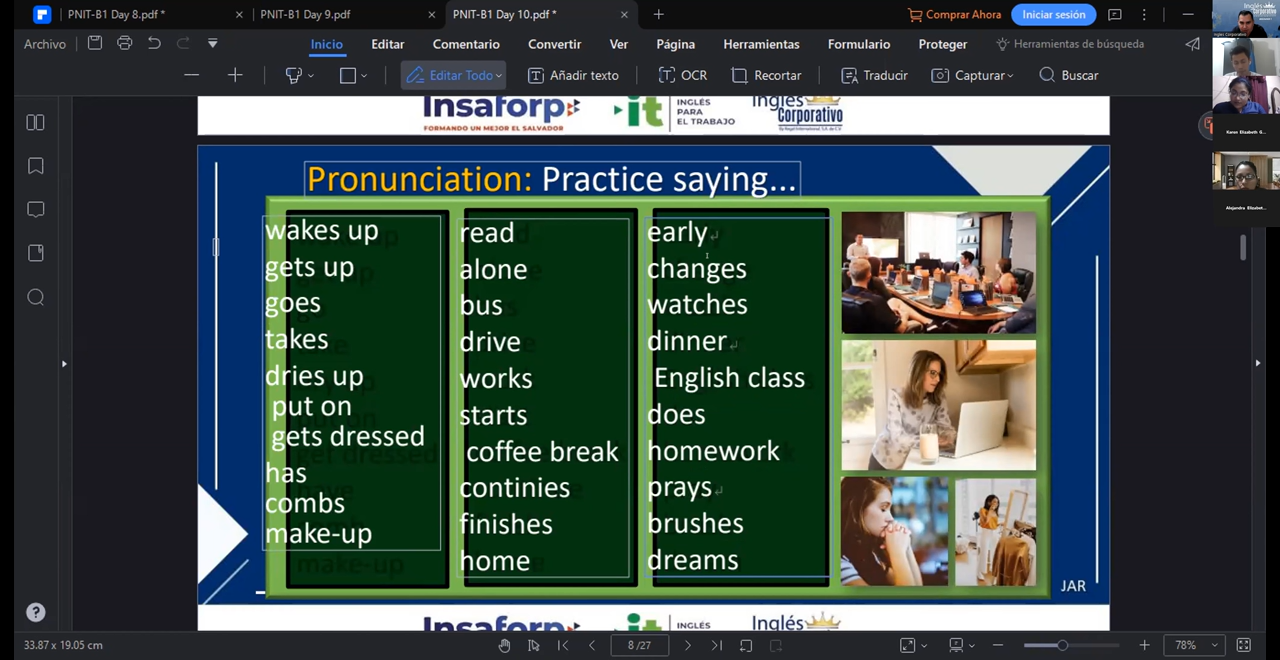 PNIT-B1 Day 8.pdf *
PNIT-B1 Day 9.pdf
PNIT-B1 Day 10.pdf *
Comprar Ahora
Iniciar sesión
Archivo
Inicio
Editar
Comentario
Convertir
Ver
Página
Herramientas
Formulario
Proteger
Herramientas de búsqueda
Editar Todo
Añadir texto
OCR
Recortar
Traducir
Capturar
Buscar
Insaforp
FORMANDO UN MEJOR EL SALVADOR
it
INGLÉS
PARA
EL TRABAJO
Inglés
Corporativo
Pronunciation: Practice saying...
wakes up
gets up
goes
takes
dries up
put on
gets dressed
has
combs
make-up
read
alone
bus
drive
works
starts
coffee break
continies
finishes
home
early
changes
watches
dinner
English class
does
homework
prays
brushes
dreams
JAR
Insaforp
it
INGLÉS
Inglés
33.87 x 19.05 cm
8 /27
78%